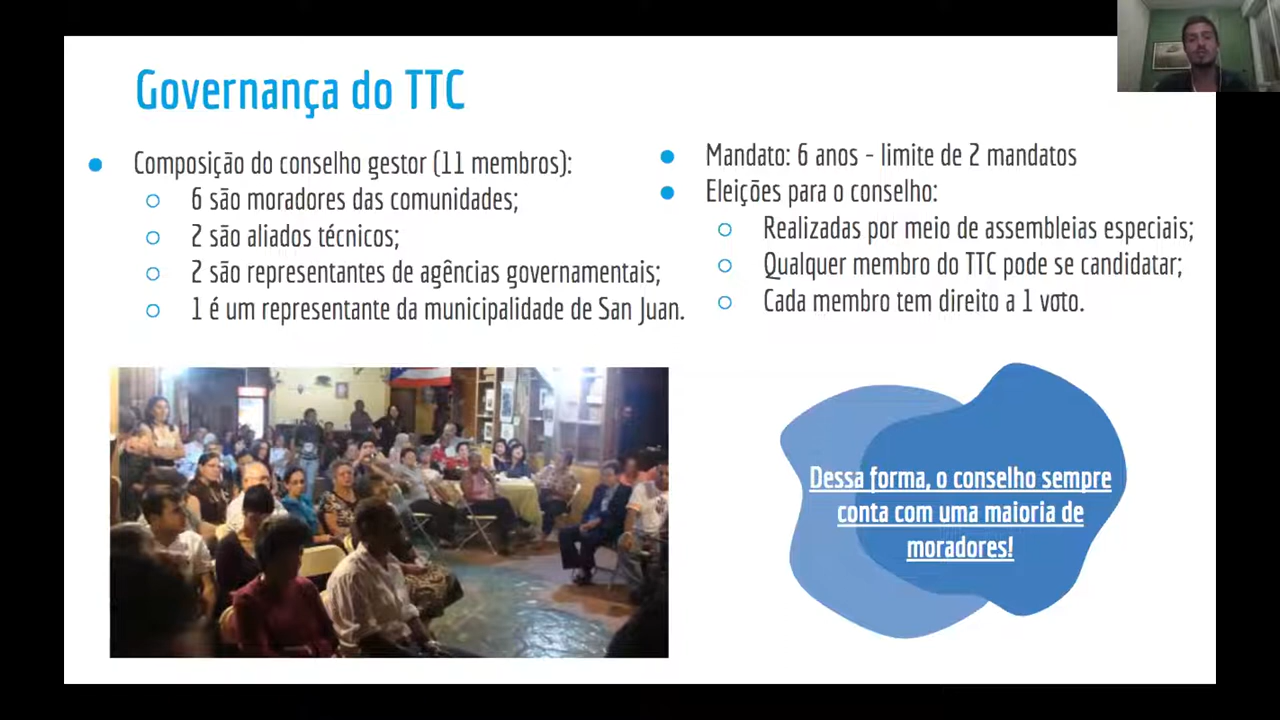 Governança do TTC
Composição do conselho gestor (11 membros):
6 são moradores das comunidades;
2 são aliados técnicos;
2 são representantes de agências governamentais;
1 é um representante da municipalidade de San Juan.
Mandato: 6 anos - limite de 2 mandatos
Eleições para o conselho:
Realizadas por meio de assembleias especiais;
Qualquer membro do TTC pode se candidatar;
Cada membro tem direito a 1 voto.
Dessa forma, o conselho sempre
conta com uma maioria de
moradores!